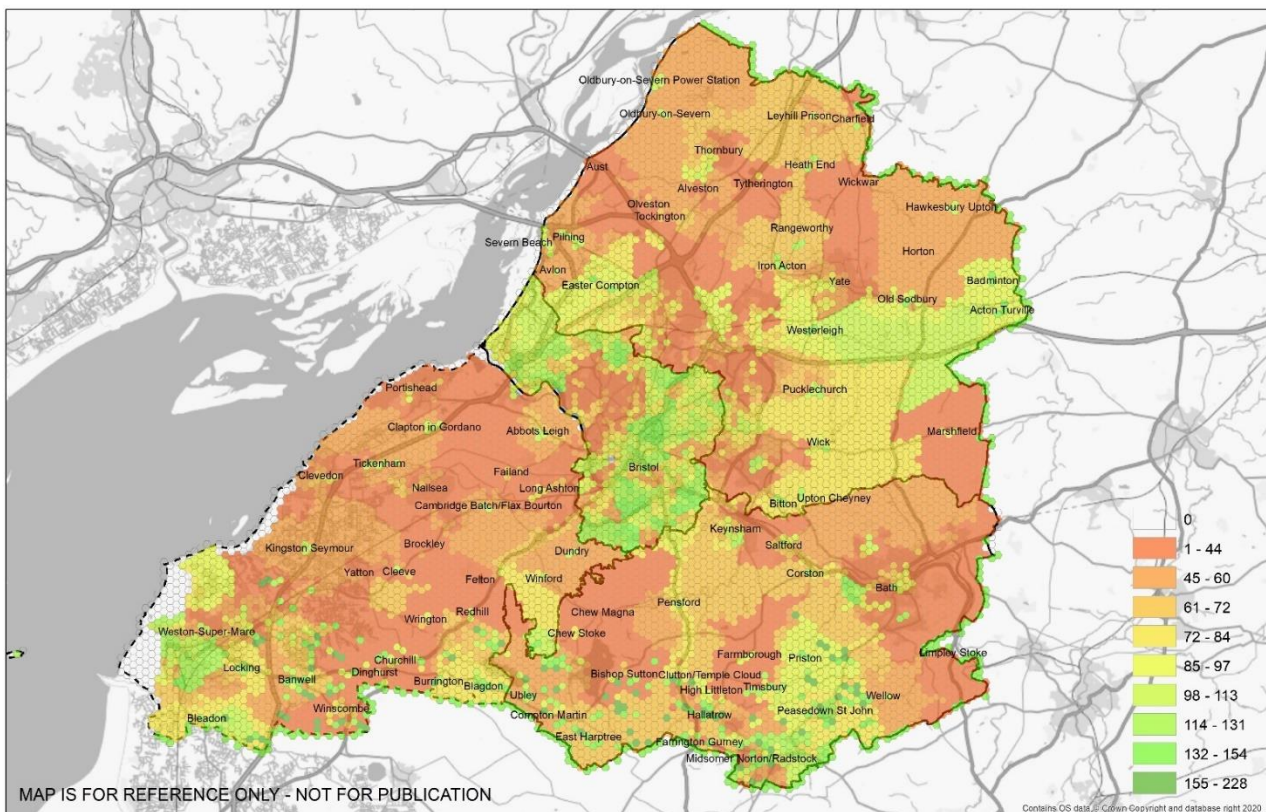 Oldbury-on-Severn Power Station
Oldbury-on-Severn
Leyhill Prison
Charfield
Thornbury
Heath End
Aust
Alveston
Tytherington
Wickwar
Olveston
Tockington
Hawkesbury Upton
Rangeworthy
Severn Beach
Pilning
Horton
Avlon
Iron Acton
Easter Compton
Yate
Badminton
Old Sodbury
Acton Turville
Westerleigh
Portishead
Pucklechurch
Clapton in Gordano
Abbots Leigh
Marshfield
Wick
Tickenham
Clevedon
Failand
Bristol
Nailsea
Long Ashton
Cambridge Batch/Flax Bourton
Bitton
Upton Cheyney
Keynsham
Kingston Seymour
Brockley
Dundry
Saltford
Yatton
Cleeve
Felton
Winford
Corston
Bath
Wrington
Redhill
Chew Magna
Pensford
Weston-Super-Mare
Chew Stoke
Limpley Stoke
Locking
Churchill
Farmborough
Priston
Banwell
Dinghurst
Burrington
Blagdon
Ubley
Bishop Sutton
Clutton/Temple Cloud
High Littleton
Timsbury
Wellow
Winscombe
Compton Martin
Hallatrow
Peasedown St John
Bleadon
East Harptree
Farrington Gurney
Midsomer Norton/Radstock
0
1 - 44
45 - 60
61 - 72
72 - 84
85 - 97
98 - 113
114 - 131
132 - 154
155 - 228
MAP IS FOR REFERENCE ONLY - NOT FOR PUBLICATION
Contains OS data © Crown Copyright and database right 2020